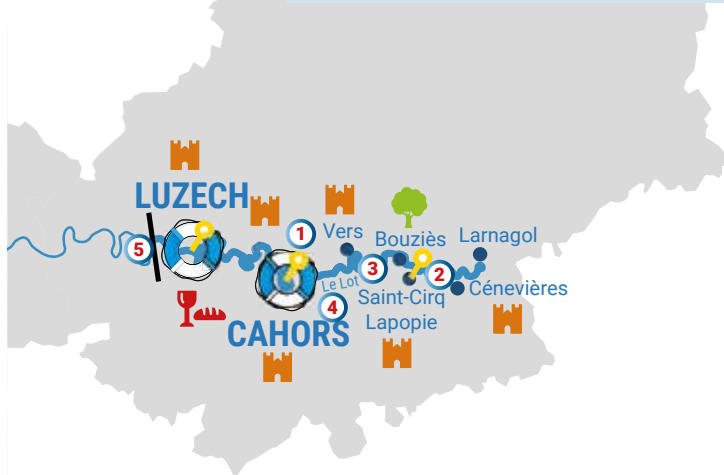 LUZECH
1
Vers
Bouziès
Larnagol
5
3
2
Le Lot
Saint-Cirq
Lapopie
Cénevières
4
CAHORS